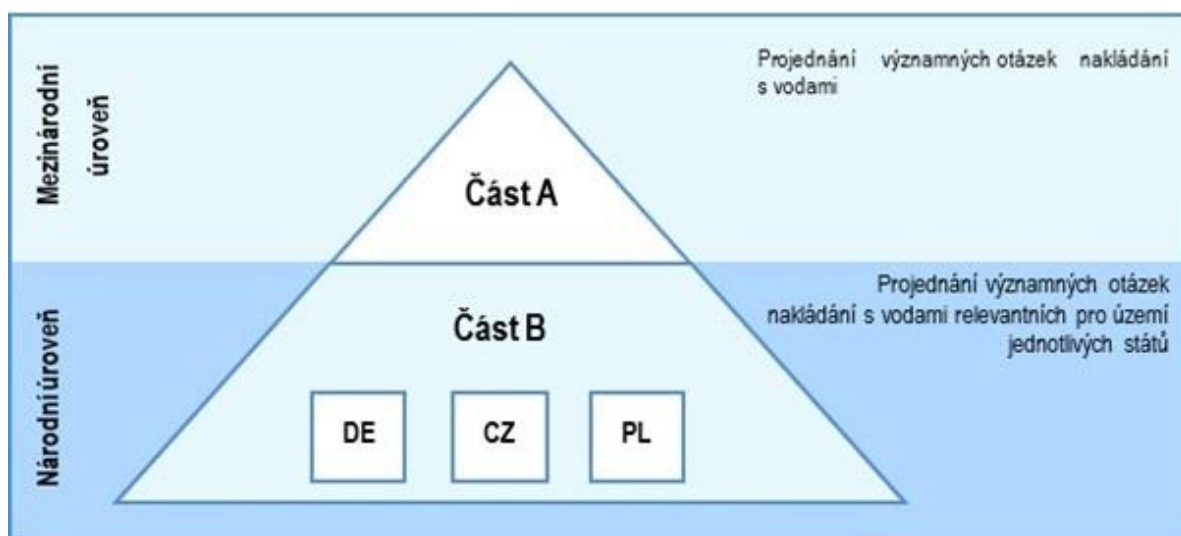 Mezinárodní
úroveň
Projednání významných otázek nakládání
s vodami
Část A
Národní úroveň
Projednání významných otázek
nakládání s vodami relevantních pro území
jednotlivých států
Část B
DE
CZ
PL